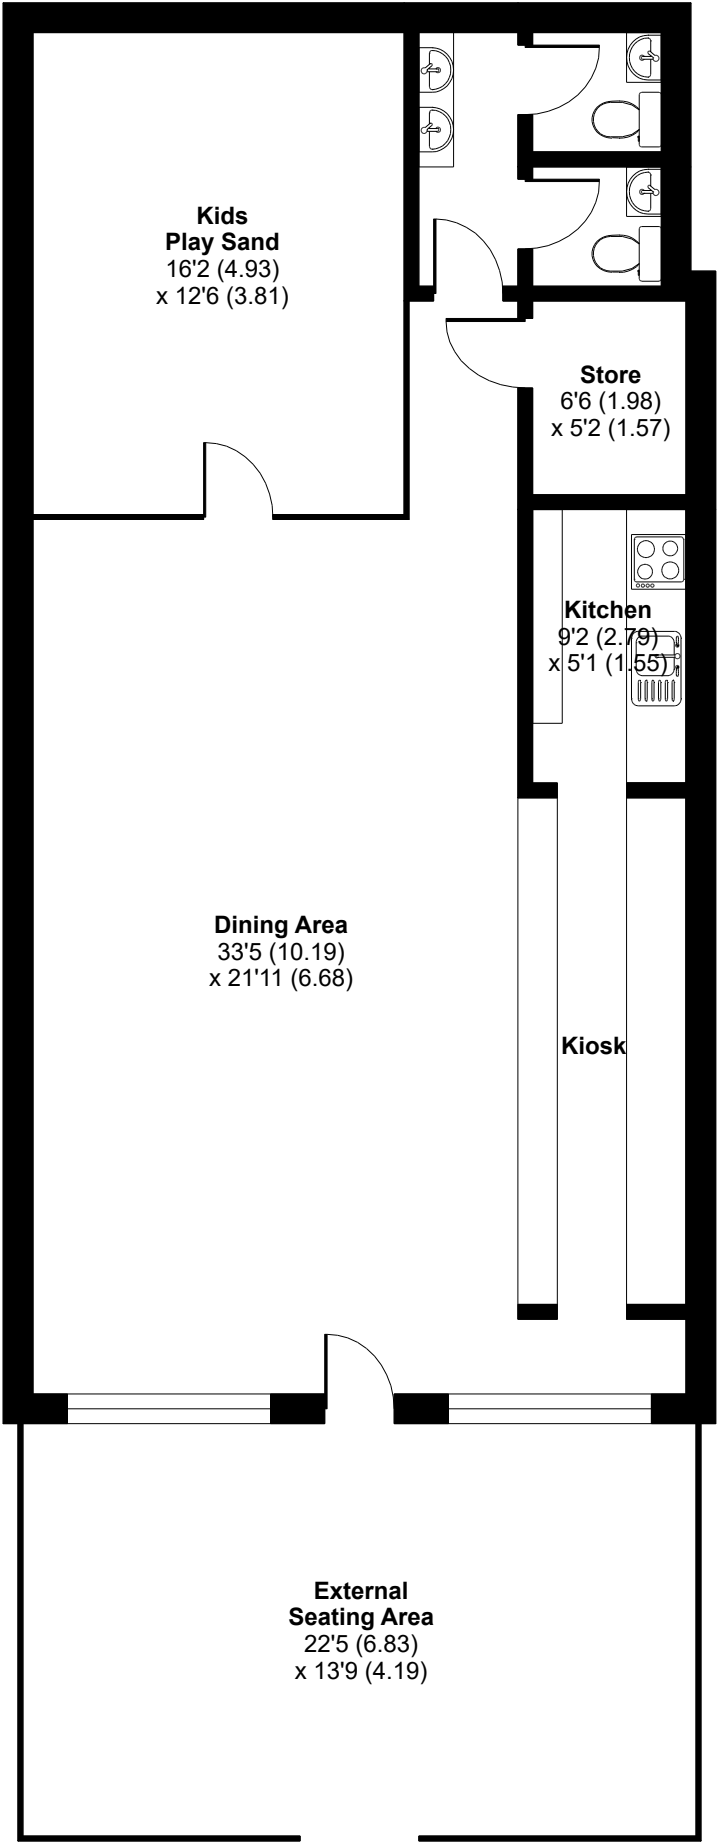 Kids
Play Sand
16'2 (4.93)
x 12'6 (3.81)
Store
6'6 (1.98)
x 5'2 (1.57)
Kitchen
9'2 (2.79)
x 5'1 (1.55)
Dining Area
33'5 (10.19)
x 21'11 (6.68)
Kiosk
External
Seating Area
22'5 (6.83)
x 13'9 (4.19)